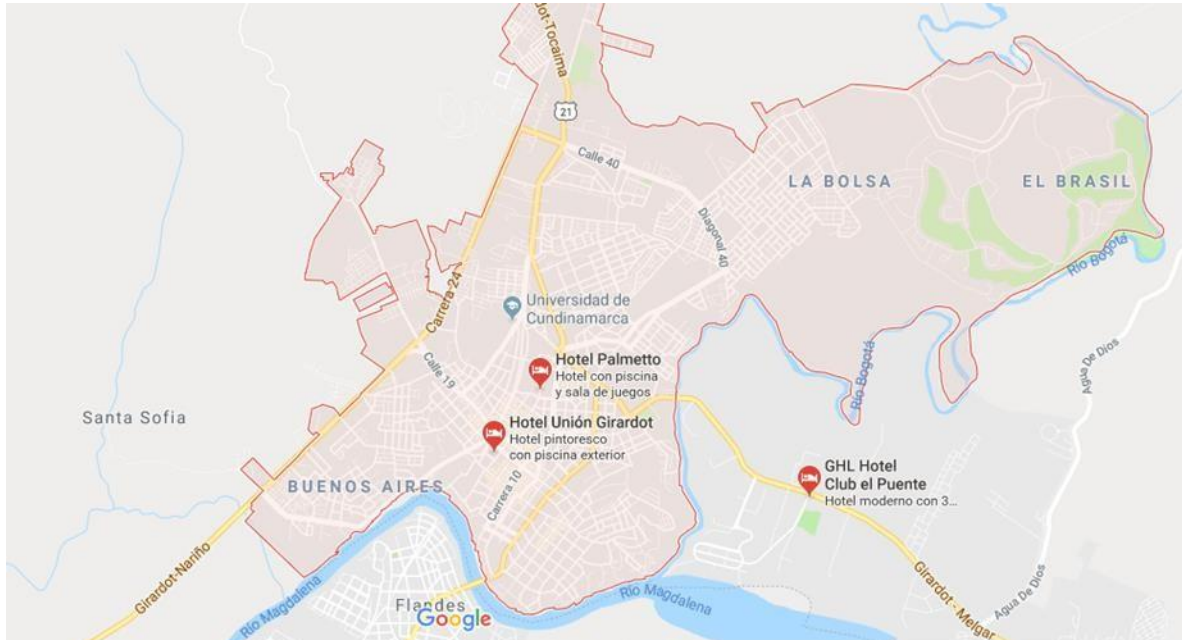 dot-Tocaima
21
Calle 40
LA BOLSA
EL BRASIL
Diagonal 40
Río Bogotá
Carrera 24
Universidad de
Cundinamarca
Hotel Palmetto
Hotel con piscina
y sala de juegos
Calle 19
Río Bogotá
Agua De Dios
Santa Sofia
Hotel Unión Girardot
Hotel pintoresco
con piscina exterior
GHL Hotel
Club el Puente
Hotel moderno con 3...
BUENOS AIRES
Carrera 10
Girardot-Nariño
Río Magdalena
Flandes
Google
Río Magdalena
Girardot - Melgar
Agua De Dios